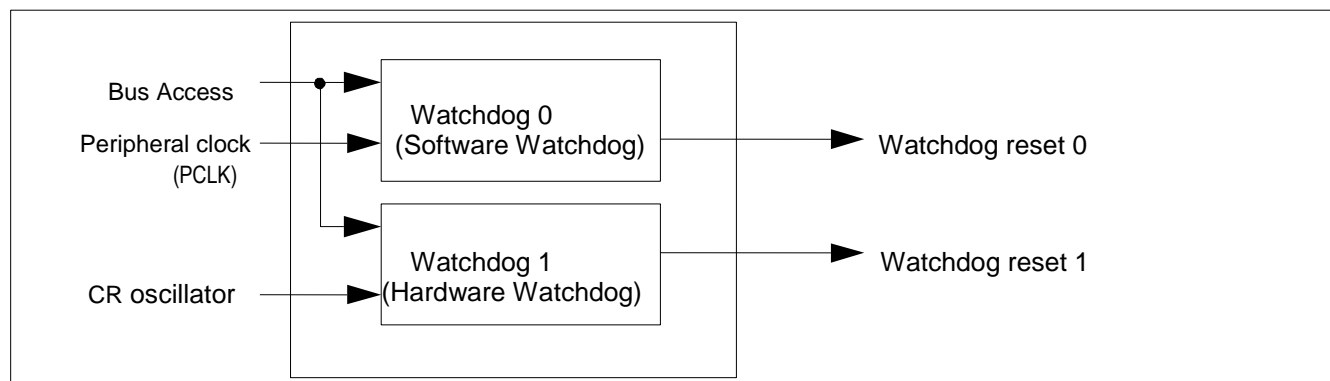 Bus Access
Peripheral clock
(PCLK)
CR oscillator
Watchdog 0
(Software Watchdog)
Watchdog 1
(Hardware Watchdog)
Watchdog reset 0
Watchdog reset 1